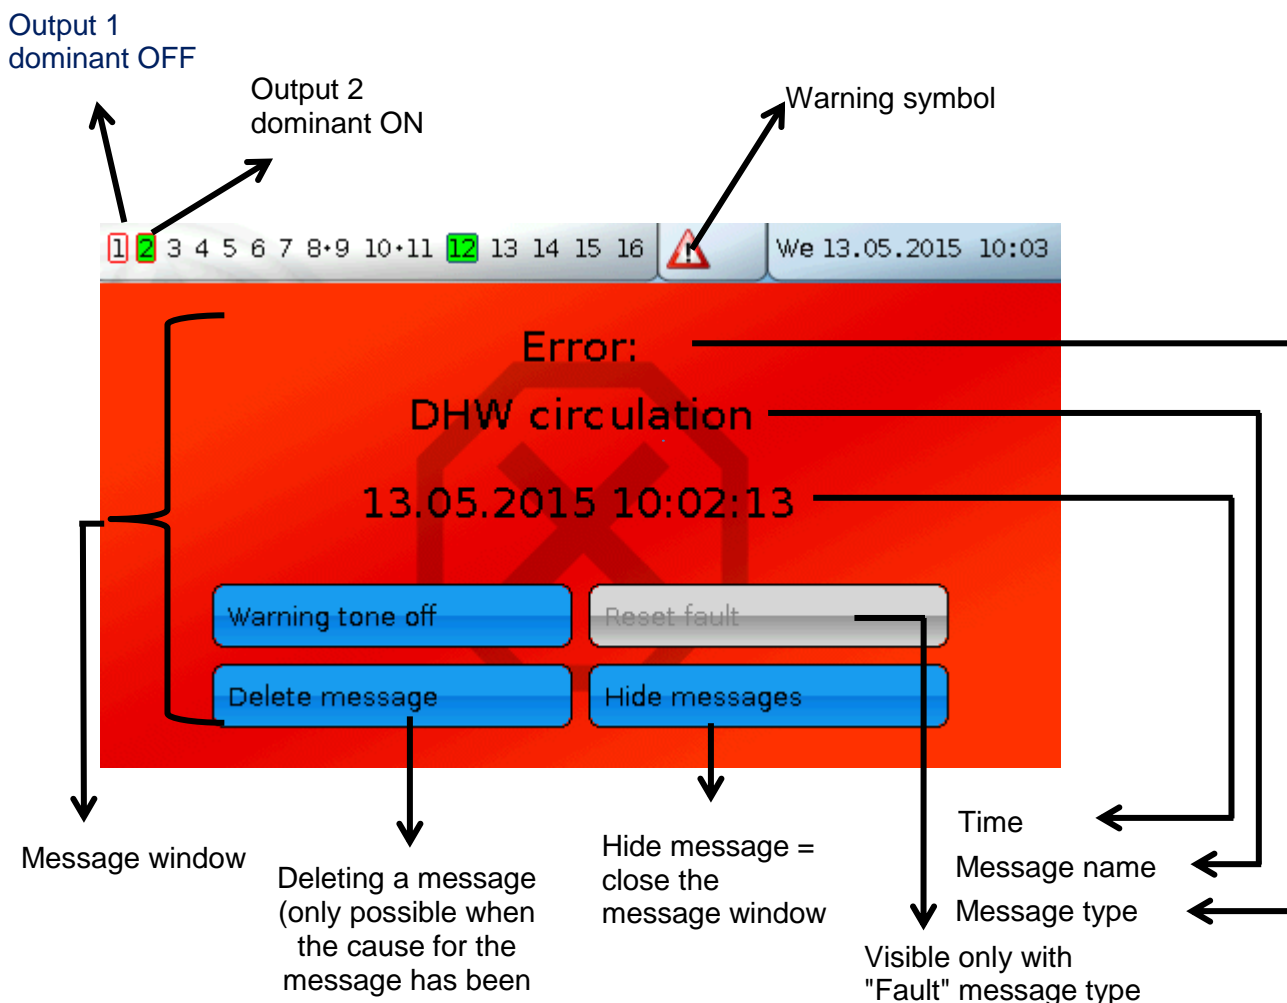 Output 1
dominant OFF
Output 2
dominant ON
Warning symbol
1 2 3 4 5 6 7 8•9 10•11 12 13 14 15 16
We 13.05.2015 10:03
Error:
DHW circulation
13.05.2015 10:02:13
Warning tone off
Reset fault
Delete message
Hide messages
Message window
Deleting a message
(only possible when
the cause for the
message has been
Hide message =
close the
message window
Time
Message name
Message type
Visible only with
"Fault" message type